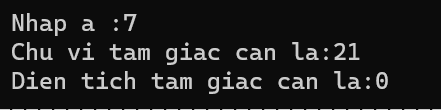 Nhap a :7
Chu vi tam giac can la:21
Dien tich tam giac can la:0